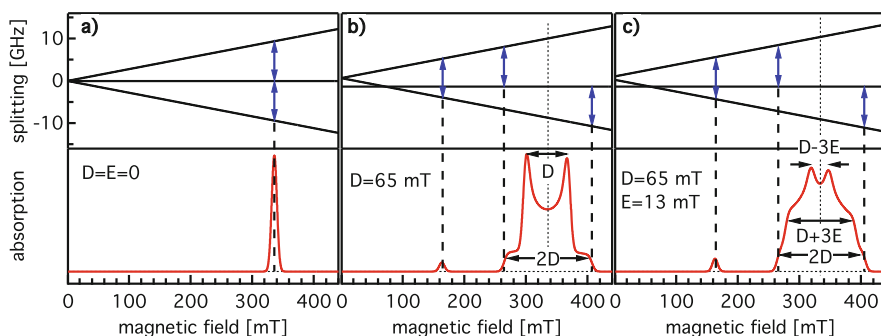 a)
b)
c)
splitting [GHz]
10
0
-10
absorption
D=E=0
D=65 mT
D
2D
D=65 mT
E=13 mT
D-3E
D+3E
2D
0 100 200 300 400
0 100 200 300 400
0 100 200 300 400
magnetic field [mT]
magnetic field [mT]
magnetic field [mT]